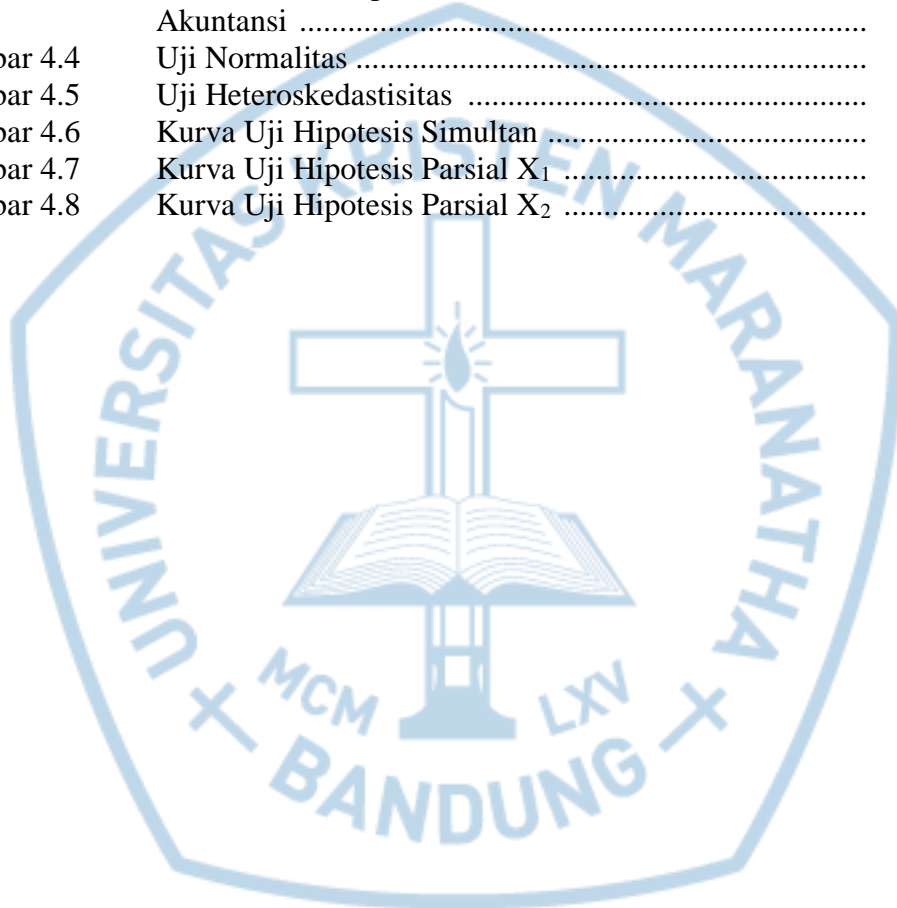 Akuntansi ....................................................................
bar 4.4 Uji Normalitas ............................................................
bar 4.5 Uji Heteroskedastisitas ................................................
bar 4.6 Kurva Uji Hipotesis Simultan ......................................
bar 4.7 Kurva Uji Hipotesis Parsial X₁ ....................................
bar 4.8 Kurva Uji Hipotesis Parsial X₂ ....................................
UNIVERSITAS KRISTEN MARANATHA
MCM LXV
BANDUNG